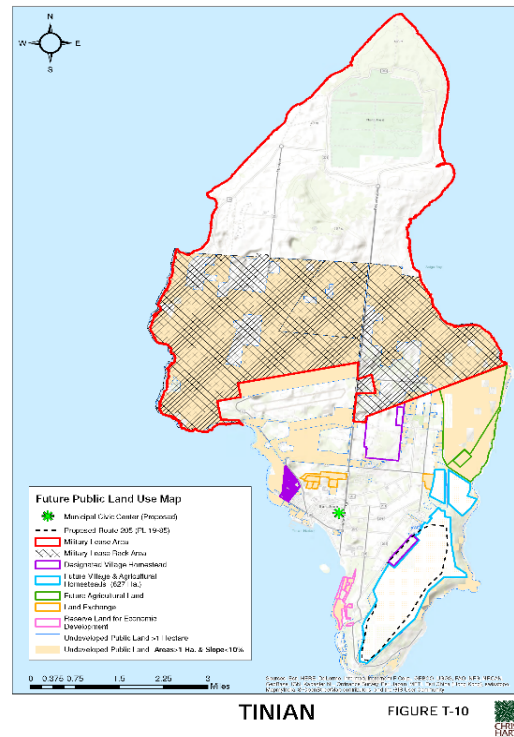 N
W
E
S
Future Public Land Use Map
Municipal Civic Center (Proposed)
Proposed Route 205 (PL 19-85)
Military Lease Area
Military Lease Back Area
Designated Village Homestead
Future Village & Agricultural
Homesteads (627 Ha.)
Future Agricultural Land
Land Exchange
Reserve Land for Economic
Development
Undeveloped Public Land >1 Hectare
Undeveloped Public Land Areas>1 Ha. & Slope<10%
0 0.375 0.75 1.5 2.25 3
Miles
TINIAN
FIGURE T-10
CHRIS
HART